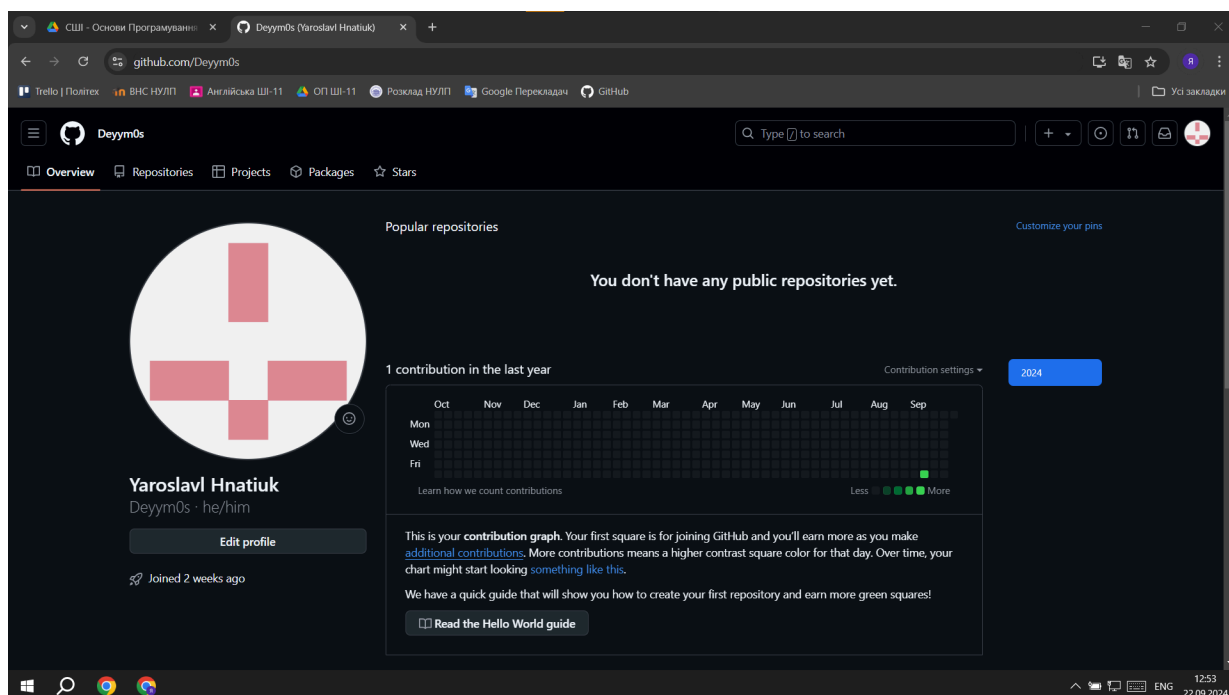 СШІ - Основи Програмування
Deyym0s (Yaroslavl Hnatiuk)
github.com/Deyym0s
Я
Trello | Політех
ВНС НУЛП
Англійська ШІ-11
ОП ШІ-11
Розклад НУЛП
Google Перекладач
GitHub
Усі закладки
Deyym0s
Type / to search
Overview
Repositories
Projects
Packages
Stars
Popular repositories
Customize your pins
You don't have any public repositories yet.
1 contribution in the last year
Contribution settings
2024
Oct Nov Dec Jan Feb Mar Apr May Jun Jul Aug Sep
Mon
Wed
Fri
Learn how we count contributions
Less
More
Yaroslavl Hnatiuk
Deyym0s · he/him
Edit profile
Joined 2 weeks ago
This is your contribution graph. Your first square is for joining GitHub and you'll earn more as you make
additional contributions. More contributions means a higher contrast square color for that day. Over time, your
chart might start looking something like this.
We have a quick guide that will show you how to create your first repository and earn more green squares!
Read the Hello World guide
ENG
12:53
22.09.2024